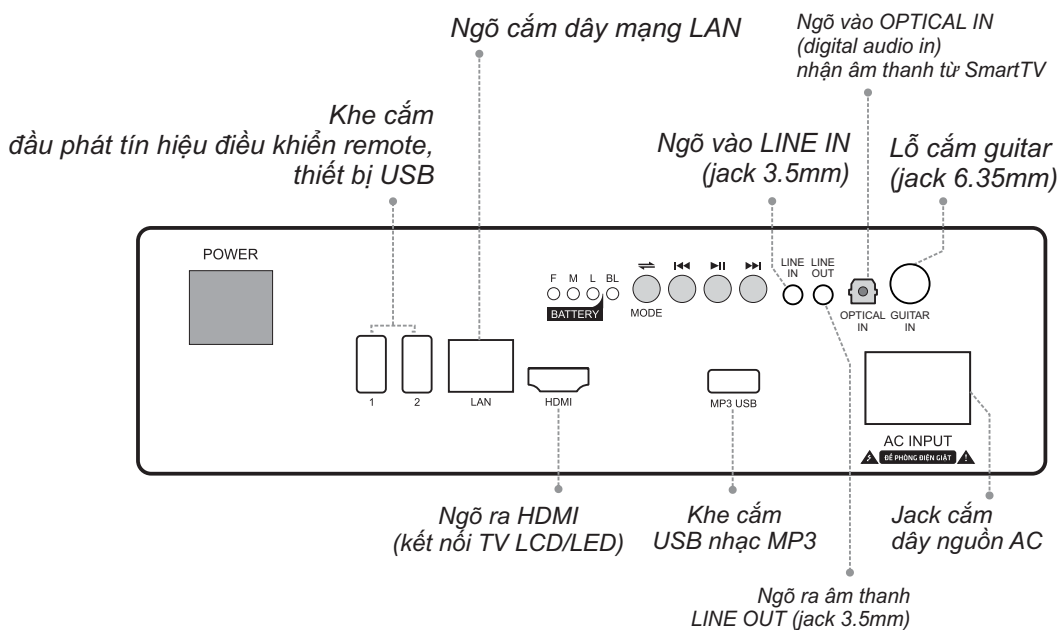 Ngõ cắm dây mạng LAN
Ngõ vào OPTICAL IN
(digital audio in)
nhận âm thanh từ SmartTV
Khe cắm
đầu phát tín hiệu điều khiển remote,
thiết bị USB
Ngõ vào LINE IN
(jack 3.5mm)
Lỗ cắm guitar
(jack 6.35mm)
POWER
F M L BL
BATTERY
MODE
LINE
IN
LINE
OUT
OPTICAL
IN
GUITAR
IN
1
2
LAN
HDMI
MP3 USB
AC INPUT
ĐỀ PHÒNG ĐIỆN GIẬT
Ngõ ra HDMI
(kết nối TV LCD/LED)
Khe cắm
USB nhạc MP3
Jack cắm
dây nguồn AC
Ngõ ra âm thanh
LINE OUT (jack 3.5mm)